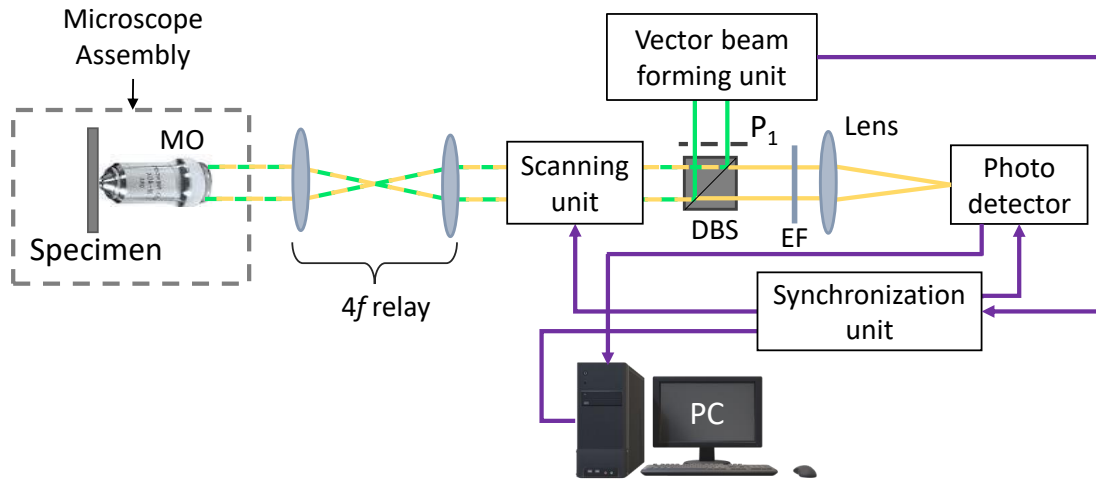 Microscope
Assembly
MO
Specimen
4f relay
Scanning
unit
Vector beam
forming unit
P1
DBS
EF
Lens
Photo
detector
Synchronization
unit
PC